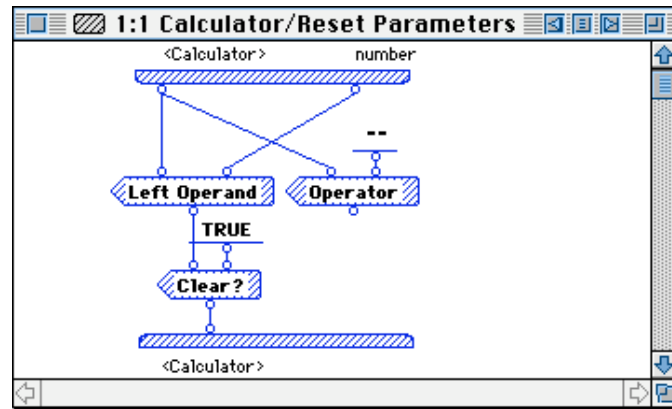 1:1 Calculator/Reset Parameters
<Calculator> number
--
Left Operand Operator
TRUE
Clear?
<Calculator>